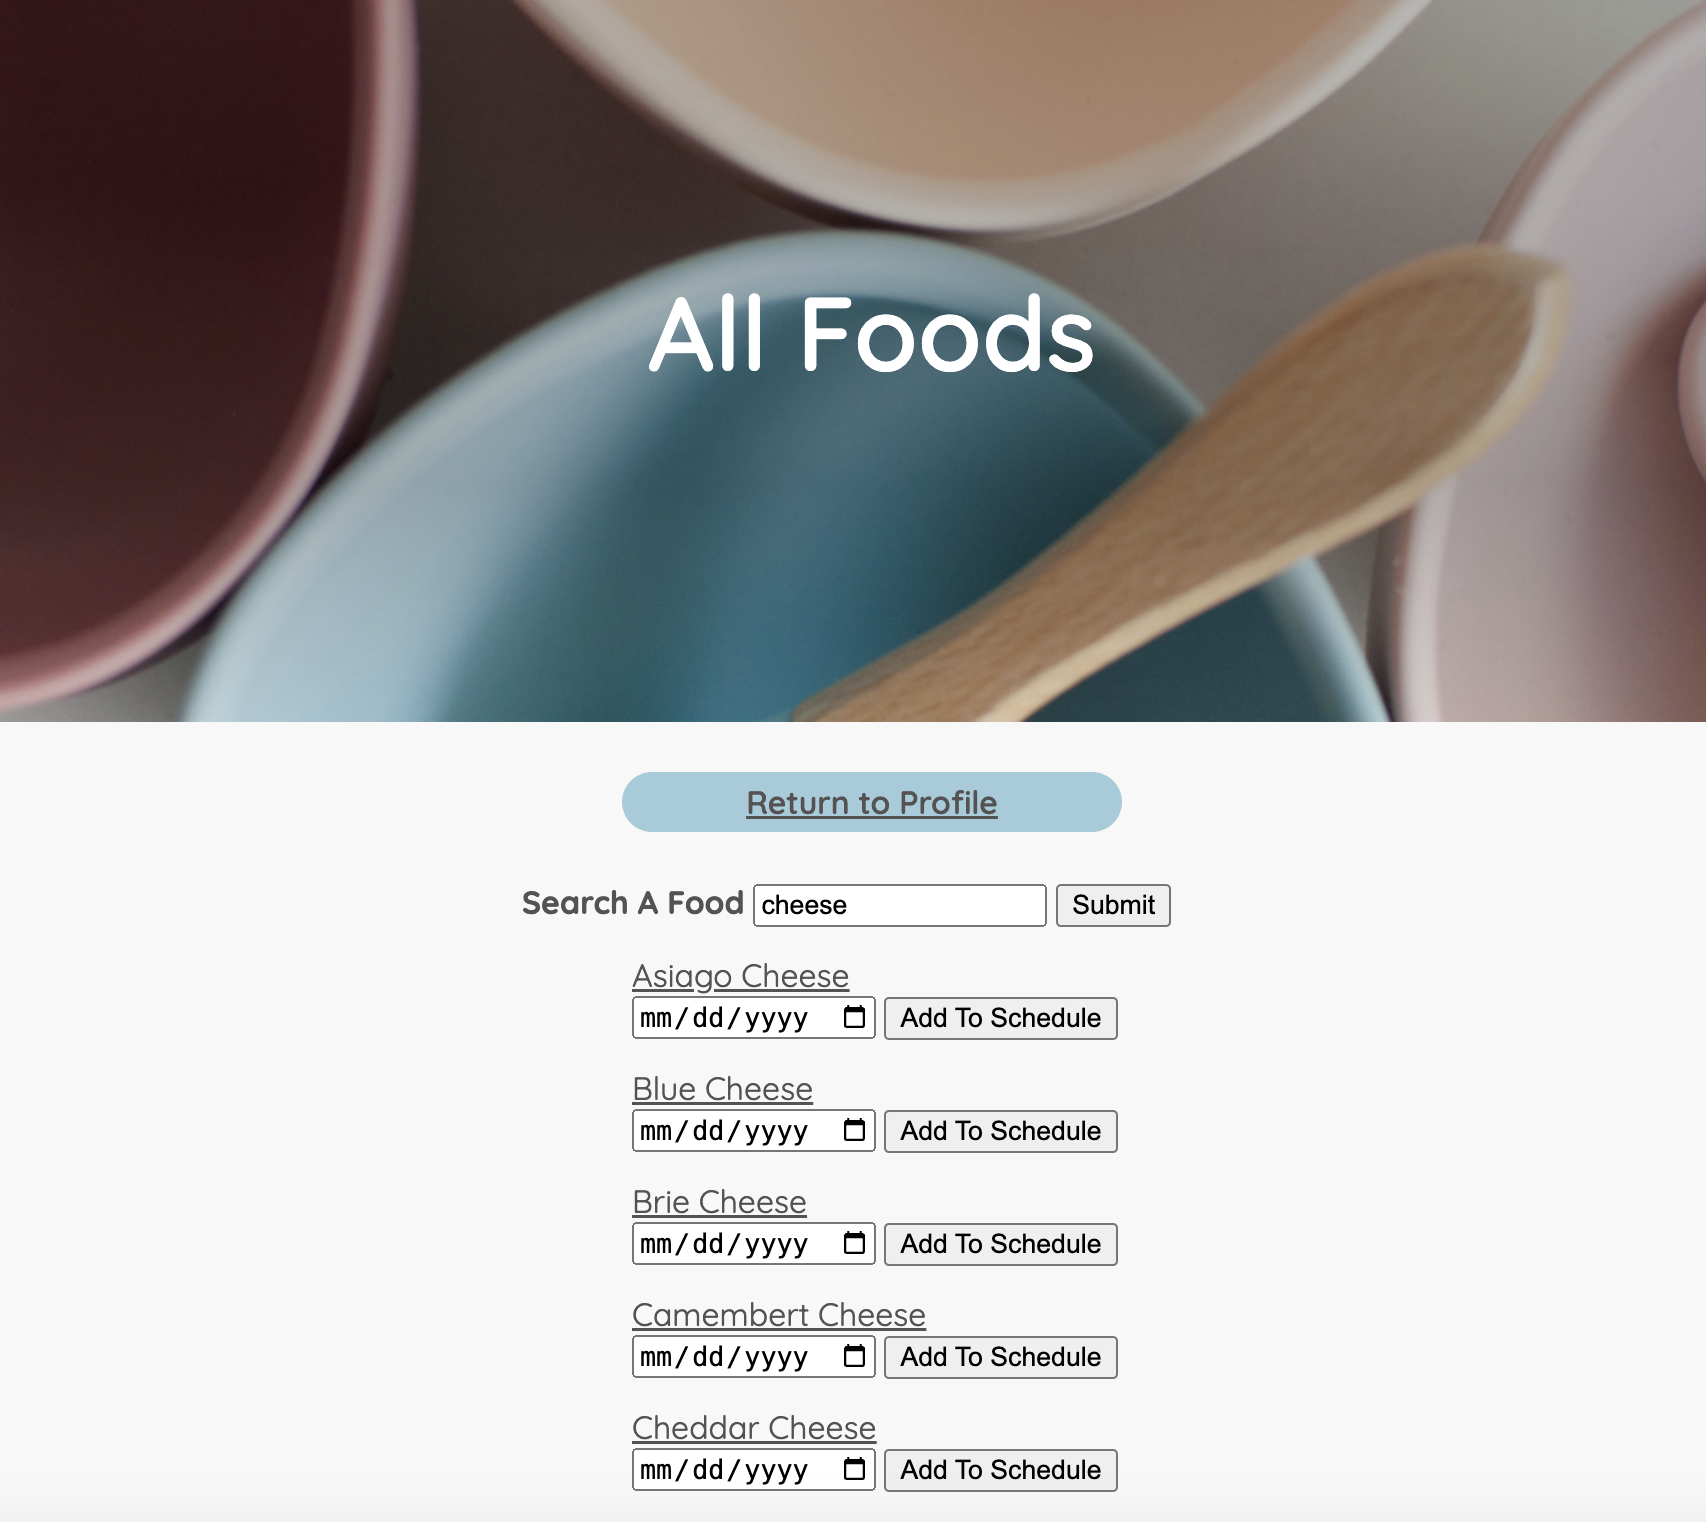 All Foods
Return to Profile
Search A Food cheese Submit
Asiago Cheese
mm/dd/yyyy Add To Schedule
Blue Cheese
mm/dd/yyyy Add To Schedule
Brie Cheese
mm/dd/yyyy Add To Schedule
Camembert Cheese
mm/dd/yyyy Add To Schedule
Cheddar Cheese
mm/dd/yyyy Add To Schedule